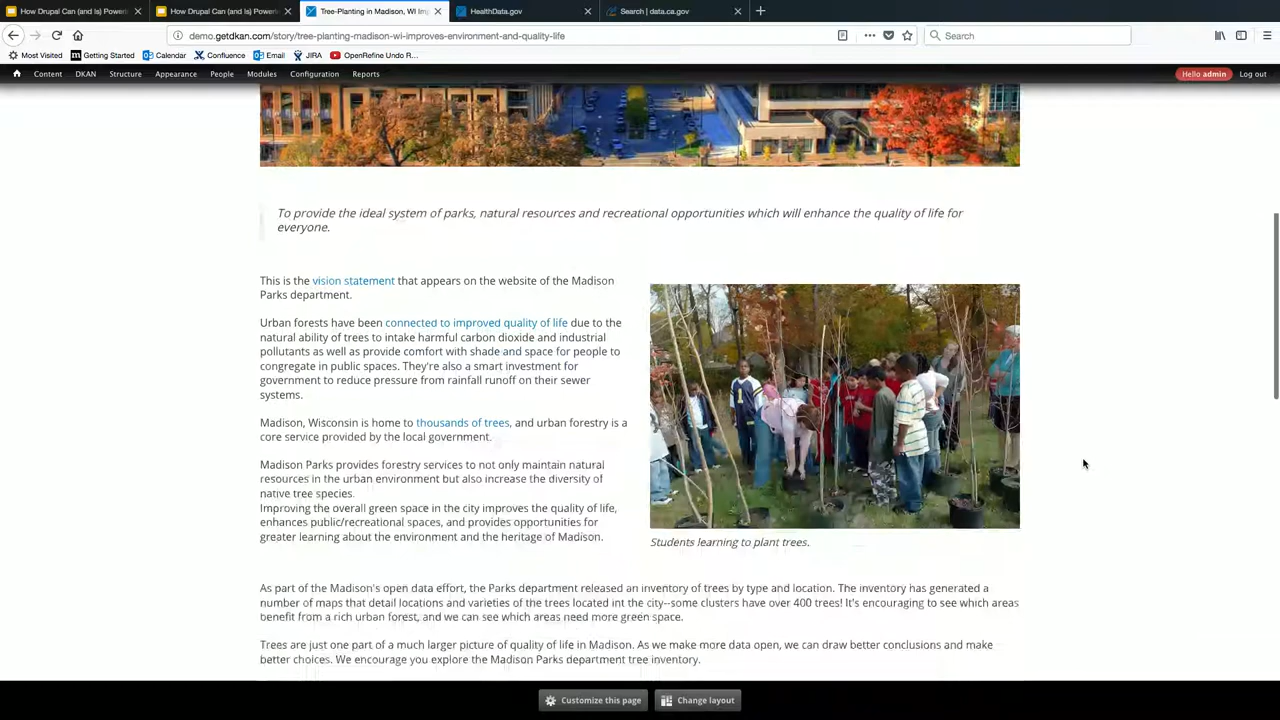 How Drupal Can (and Is) Power
How Drupal Can (and Is) Power
Tree-Planting in Madison, WI Imp
HealthData.gov
Search | data.ca.gov
demo.getdkan.com/story/tree-planting-madison-wi-improves-environment-and-quality-life
Search
Most Visited
Getting Started
Calendar
Confluence
Email
JIRA
OpenRefine Undo R...
Content
DKAN
Structure
Appearance
People
Modules
Configuration
Reports
Hello admin
Log out
To provide the ideal system of parks, natural resources and recreational opportunities which will enhance the quality of life for
everyone.
This is the vision statement that appears on the website of the Madison
Parks department.
Urban forests have been connected to improved quality of life due to the
natural ability of trees to intake harmful carbon dioxide and industrial
pollutants as well as provide comfort with shade and space for people to
congregate in public spaces. They're also a smart investment for
government to reduce pressure from rainfall runoff on their sewer
systems.
Madison, Wisconsin is home to thousands of trees, and urban forestry is a
core service provided by the local government.
Madison Parks provides forestry services to not only maintain natural
resources in the urban environment but also increase the diversity of
native tree species.
Improving the overall green space in the city improves the quality of life,
enhances public/recreational spaces, and provides opportunities for
greater learning about the environment and the heritage of Madison.
Students learning to plant trees.
As part of the Madison's open data effort, the Parks department released an inventory of trees by type and location. The inventory has generated a
number of maps that detail locations and varieties of the trees located int the city--some clusters have over 400 trees! It's encouraging to see which areas
benefit from a rich urban forest, and we can see which areas need more green space.
Trees are just one part of a much larger picture of quality of life in Madison. As we make more data open, we can draw better conclusions and make
better choices. We encourage you explore the Madison Parks department tree inventory.
Customize this page
Change layout